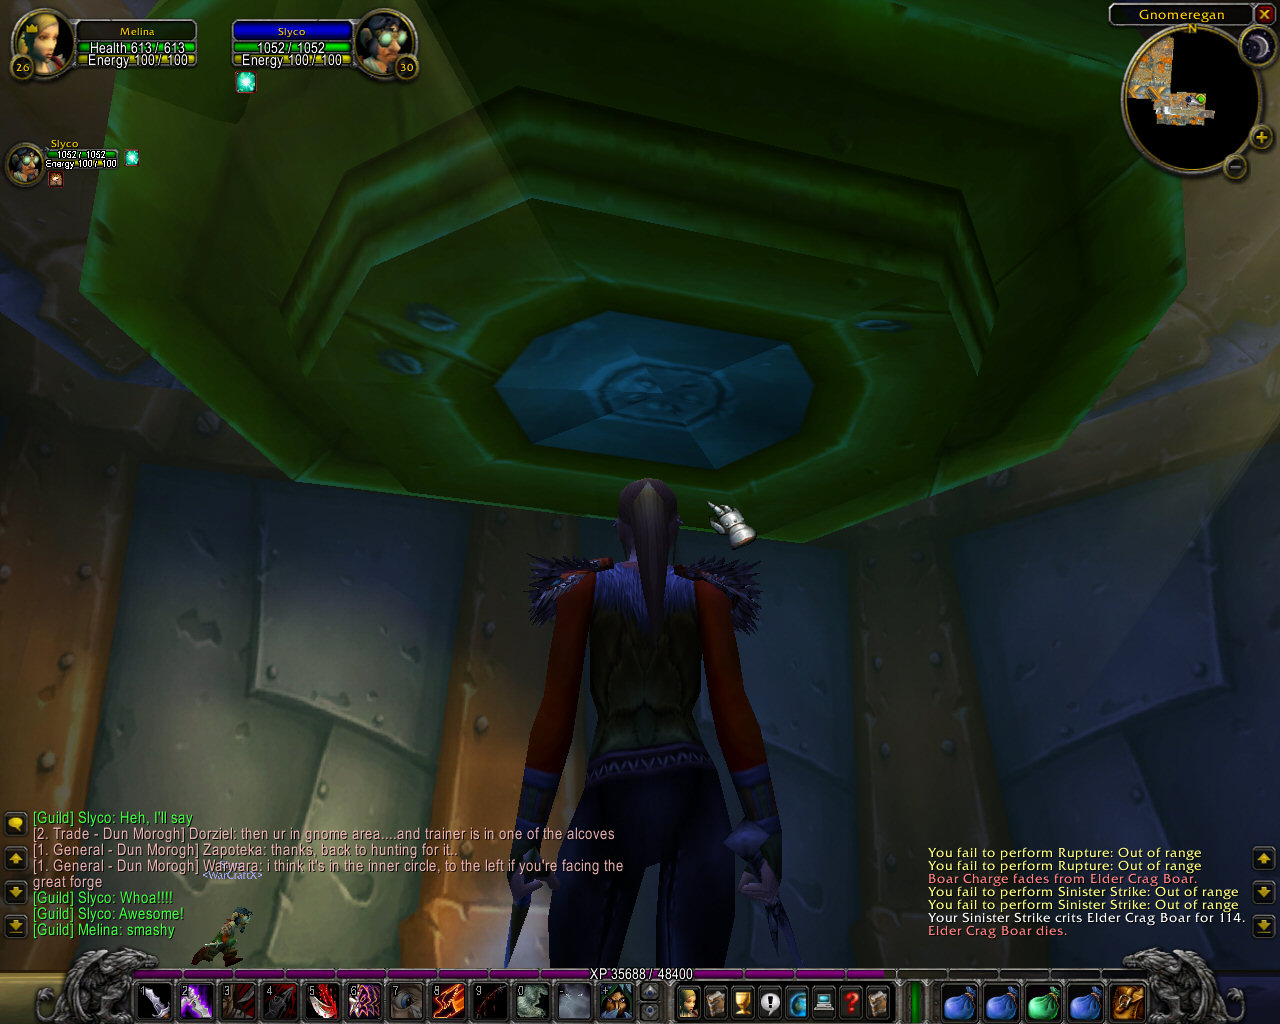 Melina
Health 613 / 613
Energy 100 / 100
26
Slyco
1052 / 1052
Energy 100 / 100
30
Gnomeregan
N
Slyco
1052 / 1052
Energy 100 / 100
[Guild] Slyco: Heh, I'll say
[2. Trade - Dun Morogh] Dorziel: then ur in gnome area....and trainer is in one of the alcoves
[1. General - Dun Morogh] Zapoteka: thanks, back to hunting for it..
[1. General - Dun Morogh] Waiwara: i think it's in the inner circle, to the left if you're facing the
great forge
[Guild] Slyco: Whoa!!!!
[Guild] Slyco: Awesome!
[Guild] Melina: smashy
<WarCraftX>
You fail to perform Rupture: Out of range
You fail to perform Rupture: Out of range
Boar Charge fades from Elder Crag Boar.
You fail to perform Sinister Strike: Out of range
You fail to perform Sinister Strike: Out of range
Your Sinister Strike crits Elder Crag Boar for 114.
Elder Crag Boar dies.
XP 35688 / 48400
1 2 3 4 5 6 7 8 9 0 - +